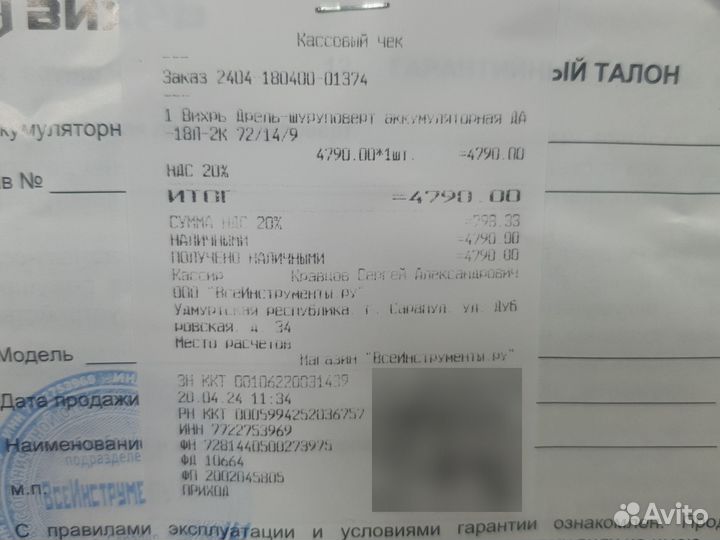 ВИХ
Кассовый чек
---
Заказ 2404-180400-01374
---
ЫЙ ТАЛОН
1 Вихрь Дрель-шуруповерт аккумуляторная ДА
кумуляторн
-18Л-2К 72/14/9
4790.00*1шт. =4790.00
НДС 20%
в №
ИТОГ =4790.00
СУММА НДС 20% =798.33
НАЛИЧНЫМИ =4790.00
ПОЛУЧЕНО НАЛИЧНЫМИ =4790.00
Кассир Кравцов Сергей Александрович
ООО "ВсеИнструменты.ру"
Удмуртская республика, г. Сарапул, ул. Дуб
ровская, д. 34
Место расчетов
Модель
Магазин "ВсеИнструменты.ру"
ЗН ККТ 00106220031439
Дата продажи
20.04.24 11:34
РН ККТ 0005994252036757
ИНН 7722753969
Наименование
ФН 7281440500273975
подразделе
ФД 10664
м.п.
ВсеИнструме
ФП 2002045805
ПРИХОД
Avito
С правилами эксплуатации и условиями гарантии ознакомлен. Прод